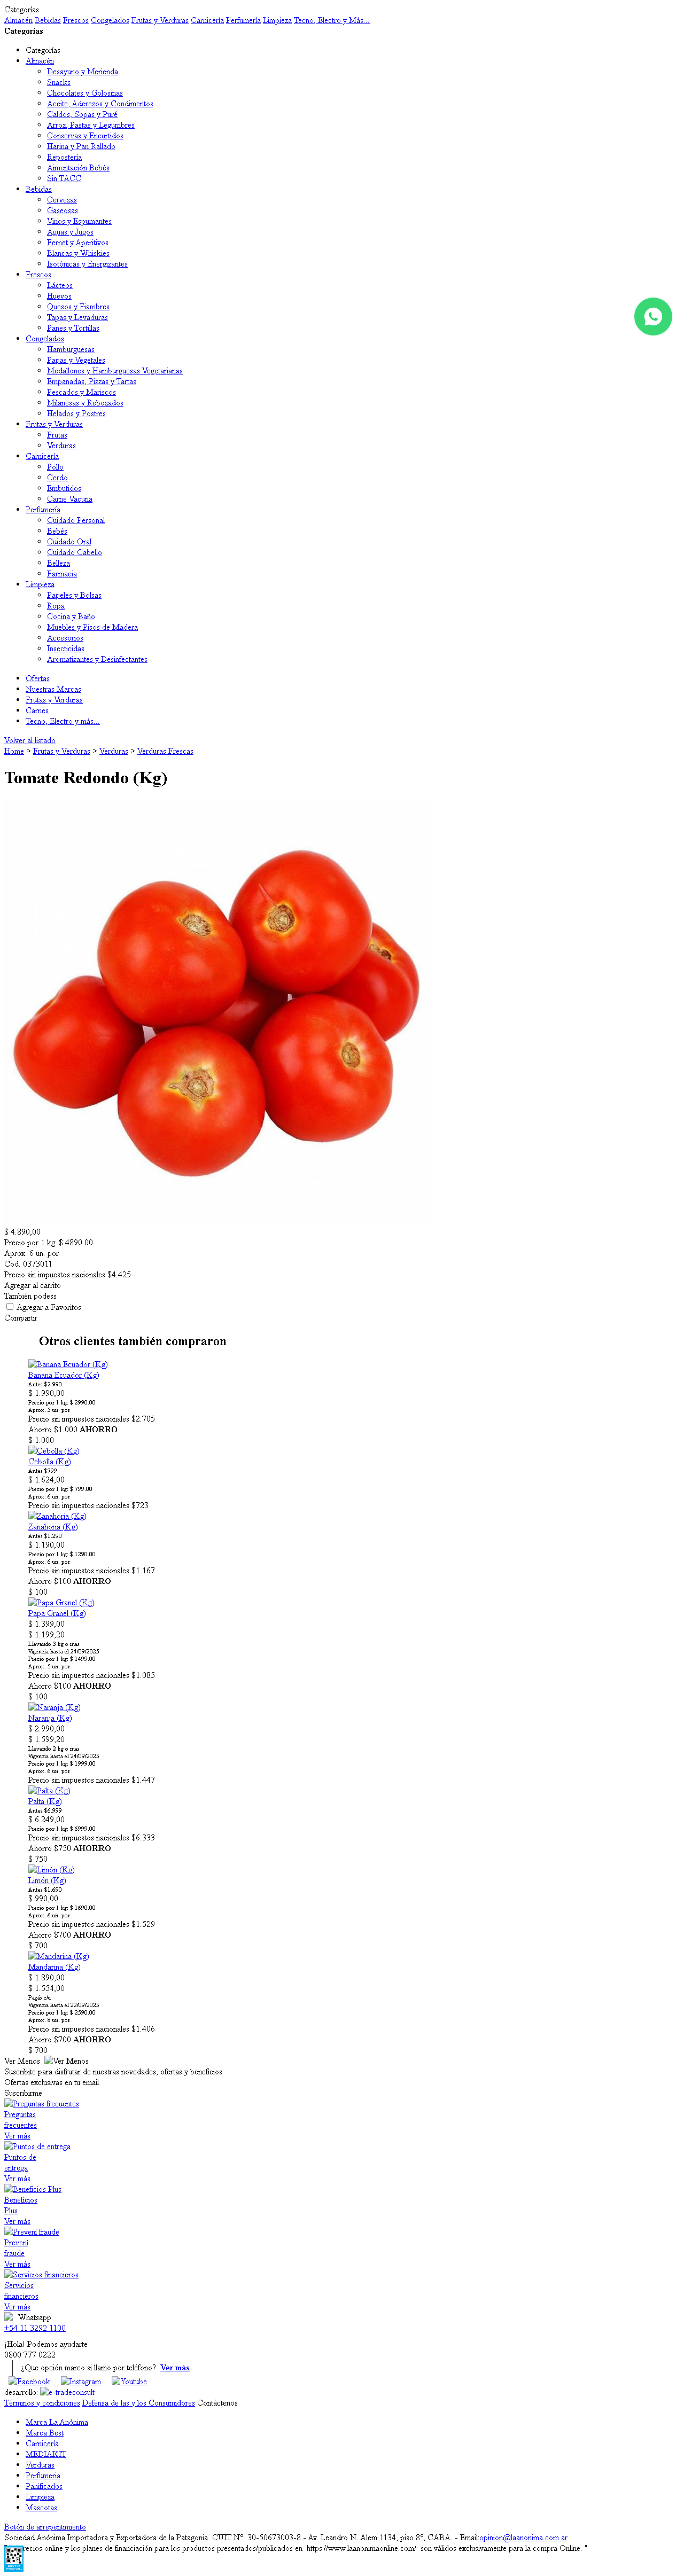 Categorías
Almacén Bebidas Frescos Congelados Frutas y Verduras Carnicería Perfumería Limpieza Tecno, Electro y Más...
Categorías
Categorías
Almacén
Desayuno y Merienda
Snacks
Chocolates y Golosinas
Aceite, Aderezos y Condimentos
Caldos, Sopas y Puré
Arroz, Pastas y Legumbres
Conservas y Encurtidos
Harina y Pan Rallado
Repostería
Aimentación Bebés
Sin TACC
Bebidas
Cervezas
Gaseosas
Vinos y Espumantes
Aguas y Jugos
Fernet y Aperitivos
Blancas y Whiskies
Isotónicas y Energizantes
Frescos
Lácteos
Huevos
Quesos y Fiambres
Tapas y Levaduras
Panes y Tortillas
Congelados
Hamburguesas
Papas y Vegetales
Medallones y Hamburguesas Vegetarianas
Empanadas, Pizzas y Tartas
Pescados y Mariscos
Milanesas y Rebozados
Helados y Postres
Frutas y Verduras
Frutas
Verduras
Carnicería
Pollo
Cerdo
Embutidos
Carne Vacuna
Perfumería
Cuidado Personal
Bebés
Cuidado Oral
Cuidado Cabello
Belleza
Farmacia
Limpieza
Papeles y Bolsas
Ropa
Cocina y Baño
Muebles y Pisos de Madera
Accesorios
Insecticidas
Aromatizantes y Desinfectantes
Ofertas
Nuestras Marcas
Frutas y Verduras
Carnes
Tecno, Electro y más...
Volver al listado
Home > Frutas y Verduras > Verduras > Verduras Frescas
Tomate Redondo (Kg)
$ 4.890,00
Precio por 1 kg: $ 4890.00
Aprox. 6 un. por
Cod. 0373011
Precio sin impuestos nacionales $4.425
Agregar al carrito
También podess
Agregar a Favoritos
Compartir
Otros clientes también compraron
Banana Ecuador (Kg)
Banana Ecuador (Kg)
Antes $2.990
$ 1.990,00
Precio por 1 kg: $ 2990.00
Aprox. 5 un. por
Precio sin impuestos nacionales $2.705
Ahorro $1.000 AHORRO
$ 1.000
Cebolla (Kg)
Cebolla (Kg)
Antes $799
$ 1.624,00
Precio por 1 kg: $ 799.00
Aprox. 6 un. por
Precio sin impuestos nacionales $723
Zanahoria (Kg)
Zanahoria (Kg)
Antes $1.290
$ 1.190,00
Precio por 1 kg: $ 1290.00
Aprox. 6 un. por
Precio sin impuestos nacionales $1.167
Ahorro $100 AHORRO
$ 100
Papa Granel (Kg)
Papa Granel (Kg)
$ 1.399,00
$ 1.199,20
Llevando 3 kg o mas
Vigencia hasta el 24/09/2025
Precio por 1 kg: $ 1499.00
Aprox. 5 un. por
Precio sin impuestos nacionales $1.085
Ahorro $100 AHORRO
$ 100
Naranja (Kg)
Naranja (Kg)
$ 2.990,00
$ 1.599,20
Llevando 2 kg o mas
Vigencia hasta el 24/09/2025
Precio por 1 kg: $ 1999.00
Aprox. 6 un. por
Precio sin impuestos nacionales $1.447
Palta (Kg)
Palta (Kg)
Antes $6.999
$ 6.249,00
Precio por 1 kg: $ 6999.00
Precio sin impuestos nacionales $6.333
Ahorro $750 AHORRO
$ 750
Limón (Kg)
Limón (Kg)
Antes $1.690
$ 990,00
Precio por 1 kg: $ 1690.00
Aprox. 6 un. por
Precio sin impuestos nacionales $1.529
Ahorro $700 AHORRO
$ 700
Mandarina (Kg)
Mandarina (Kg)
$ 1.890,00
$ 1.554,00
Pagás c/u
Vigencia hasta el 22/09/2025
Precio por 1 kg: $ 2590.00
Aprox. 8 un. por
Precio sin impuestos nacionales $1.406
Ahorro $700 AHORRO
$ 700
Ver Menos Ver Menos
Suscribite para disfrutar de nuestras novedades, ofertas y beneficios
Ofertas exclusivas en tu email
Suscribirme
Preguntas frecuentes
Preguntas
frecuentes
Ver más
Puntos de entrega
Puntos de
entrega
Ver más
Beneficios Plus
Beneficios
Plus
Ver más
Prevení fraude
Prevení
fraude
Ver más
Servicios financieros
Servicios
financieros
Ver más
Whatsapp
+54 11 3292 1100
¡Hola! Podemos ayudarte
0800 777 0222
¿Que opción marco si llamo por teléfono? Ver más
Facebook Instagram Youtube
desarrollo: e-tradeconsult
Términos y condiciones Defensa de las y los Consumidores Contáctenos
Marca La Anónima
Marca Best
Carnicería
MEDIAKIT
Verduras
Perfumeria
Panificados
Limpieza
Mascotas
Botón de arrepentimiento
Sociedad Anónima Importadora y Exportadora de la Patagonia CUIT Nº 30-50673003-8 - Av. Leandro N. Alem 1134, piso 8º, CABA. - Email:opinion@laanonima.com.ar
recios online y los planes de financiación para los productos presentados/publicados en https://www.laanonimaonline.com/ son válidos exclusivamente para la compra Online. "